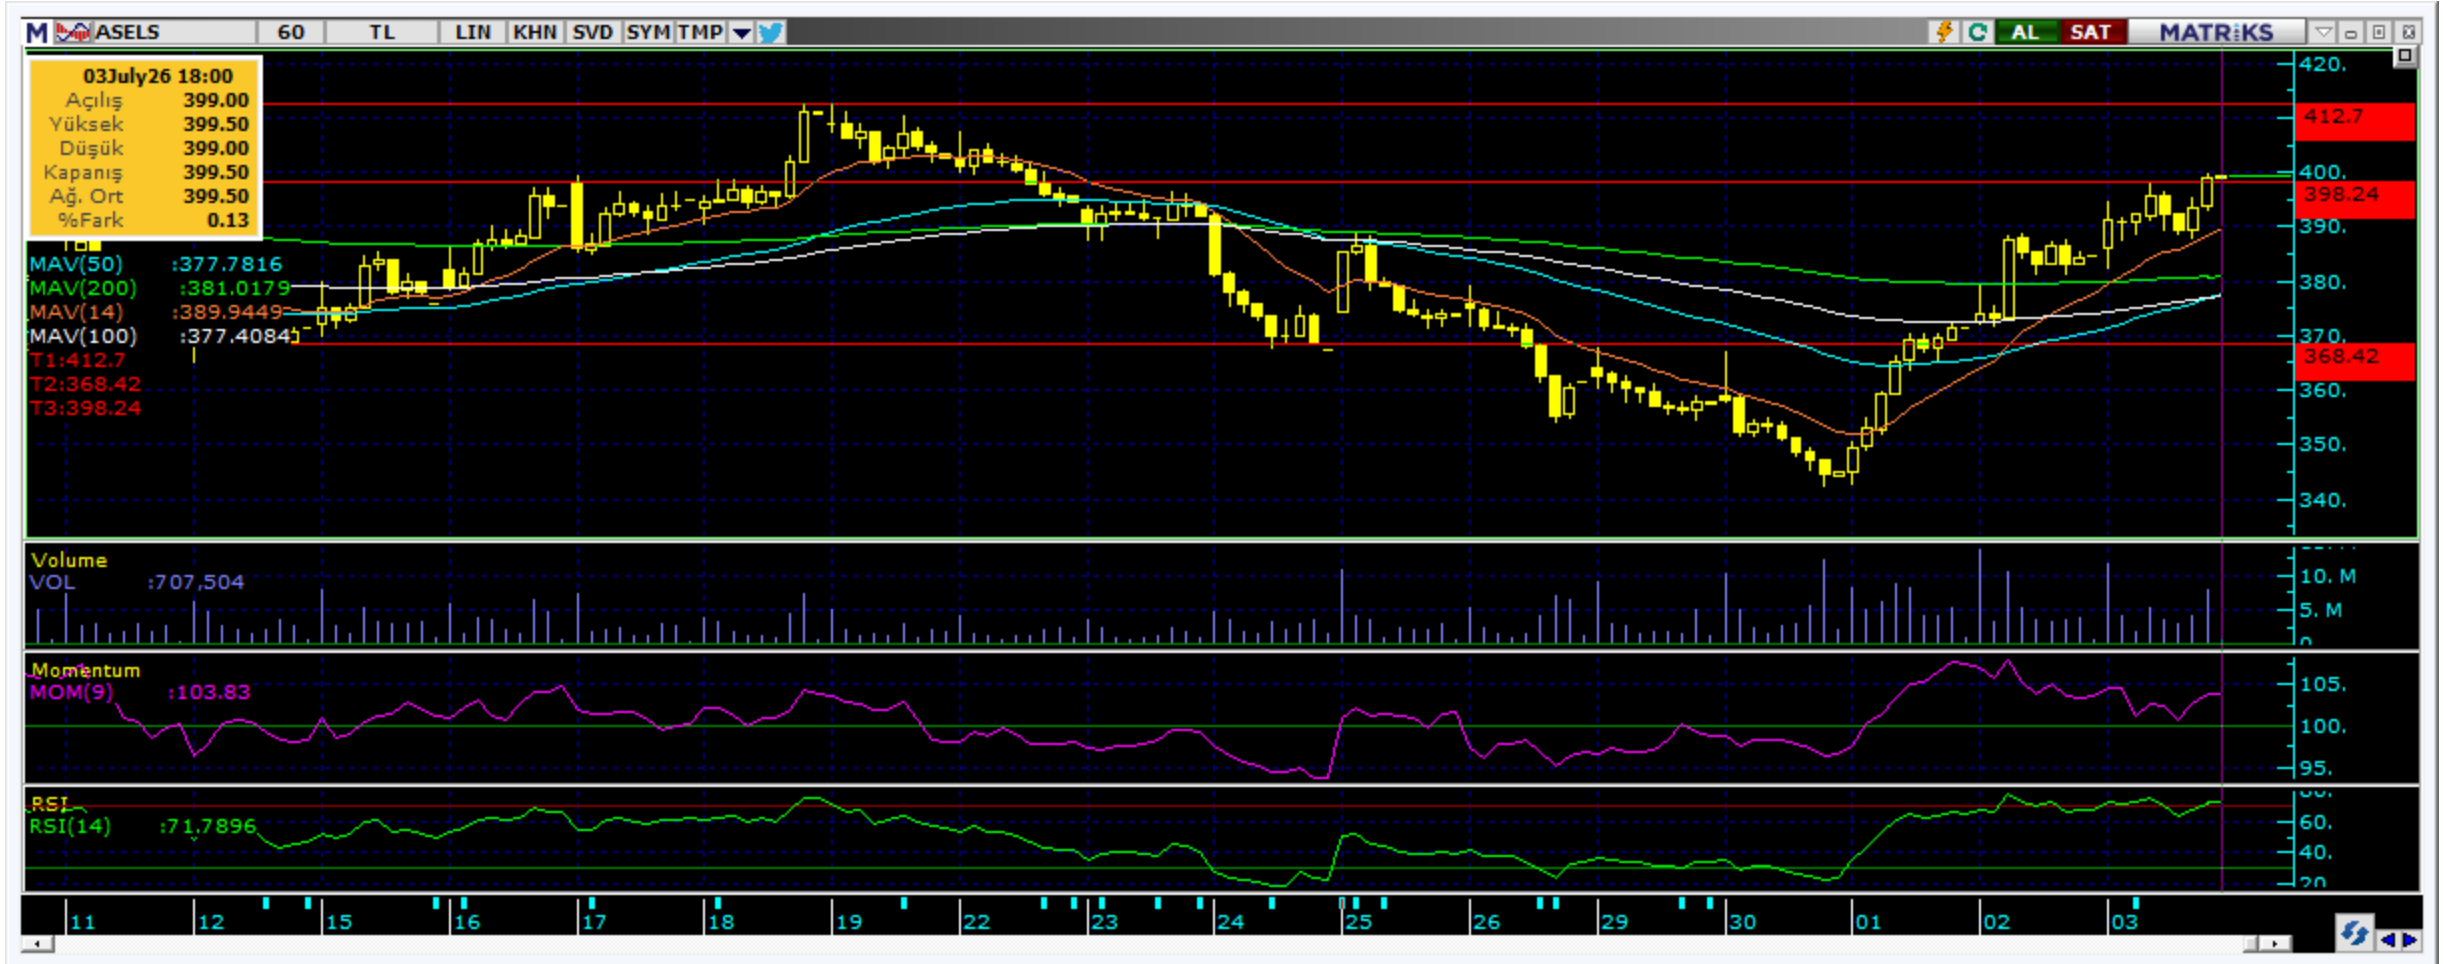 M ASELS 60 TL LIN KHN SVD SYM TMP AL SAT MATRiKS
03July26 18:00
Açılış 399.00
Yüksek 399.50
Düşük 399.00
Kapanış 399.50
Ağ. Ort 399.50
%Fark 0.13
MAV(50) :377.7816
MAV(200) :381.0179
MAV(14) :389.9449
MAV(100) :377.4084
T1:412.7
T2:368.42
T3:398.24
420.
412.7
400.
398.24
390.
380.
370.
368.42
360.
350.
340.
Volume
VOL :707,504
10. M
5. M
0
Momentum
MOM(9) :103.83
105.
100.
95.
RSI
RSI(14) :71.7896
60.
40.
20
11 12 15 16 17 18 19 22 23 24 25 26 29 30 01 02 03